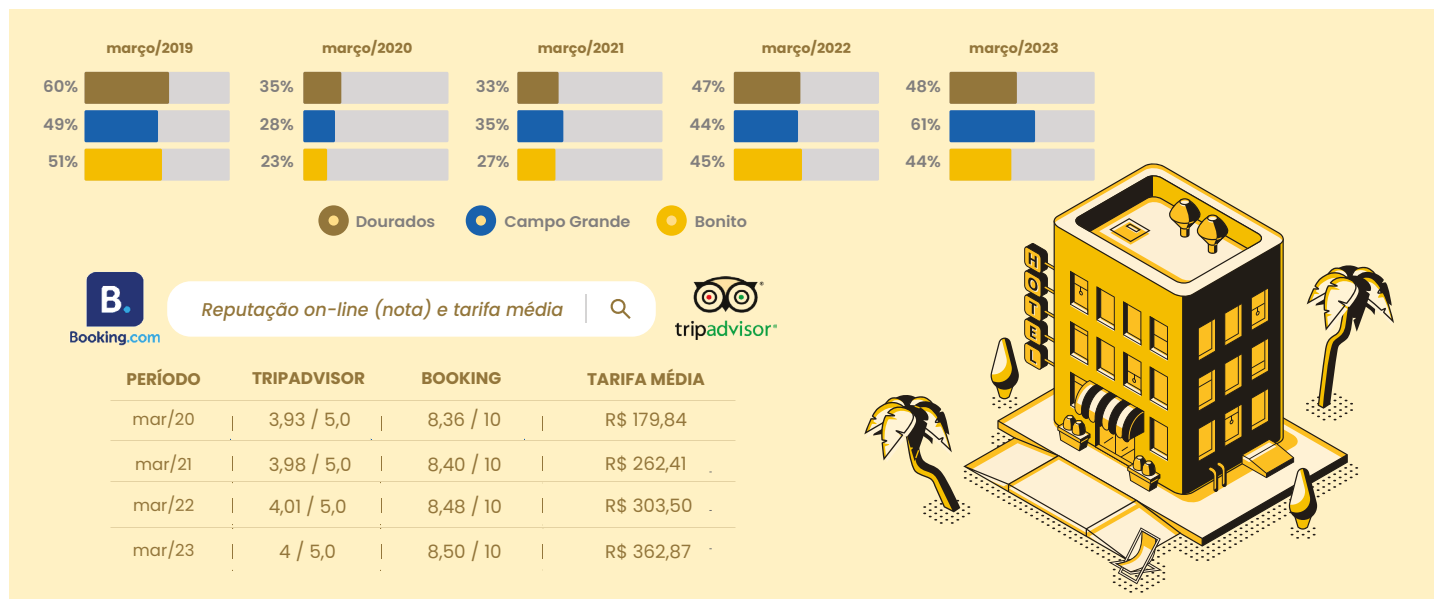 março/2019 março/2020 março/2021 março/2022 março/2023
60% 35% 33% 47% 48%
49% 28% 35% 44% 61%
51% 23% 27% 45% 44%
Dourados Campo Grande Bonito
B.
Booking.com
Reputação on-line (nota) e tarifa média
tripadvisor®
HOTEL
PERÍODO TRIPADVISOR BOOKING TARIFA MÉDIA
mar/20 3,93 / 5,0 8,36 / 10 R$ 179,84
mar/21 3,98 / 5,0 8,40 / 10 R$ 262,41
mar/22 4,01 / 5,0 8,48 / 10 R$ 303,50
mar/23 4 / 5,0 8,50 / 10 R$ 362,87